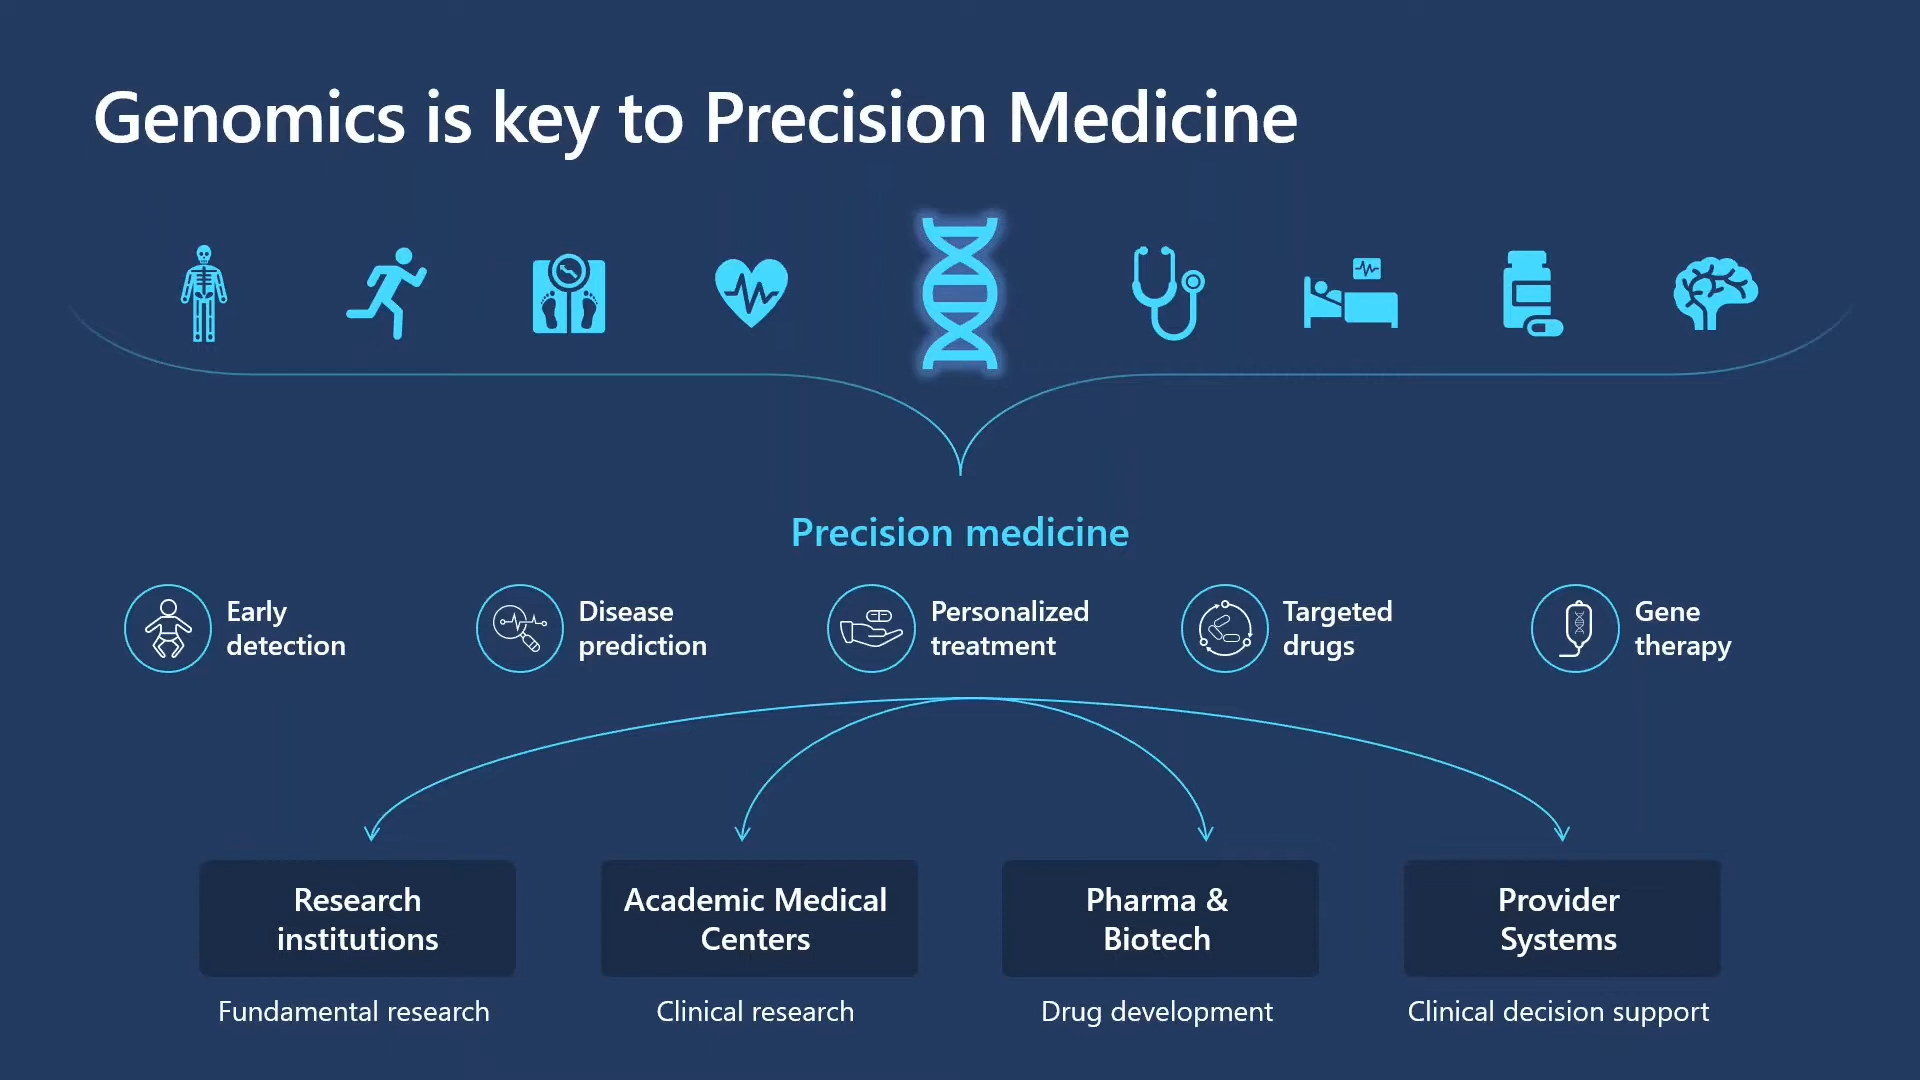 Genomics is key to Precision Medicine
Precision medicine
Early
detection
Disease
prediction
Personalized
treatment
Targeted
drugs
Gene
therapy
Research
institutions
Academic Medical
Centers
Pharma &
Biotech
Provider
Systems
Fundamental research
Clinical research
Drug development
Clinical decision support